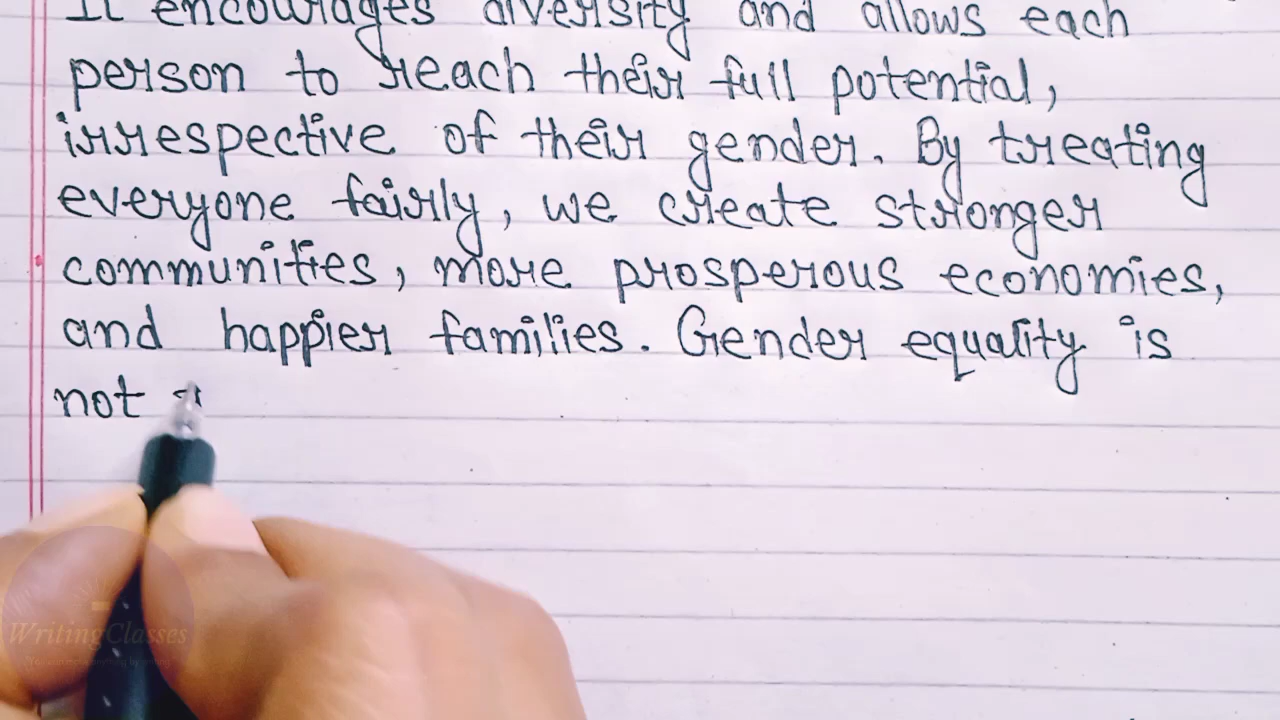 It encourages diversity and allows each
person to reach their full potential,
irrespective of their gender. By treating
everyone fairly, we create stronger
communities, more prosperous economies,
and happier families. Gender equality is
not
WritingClasses